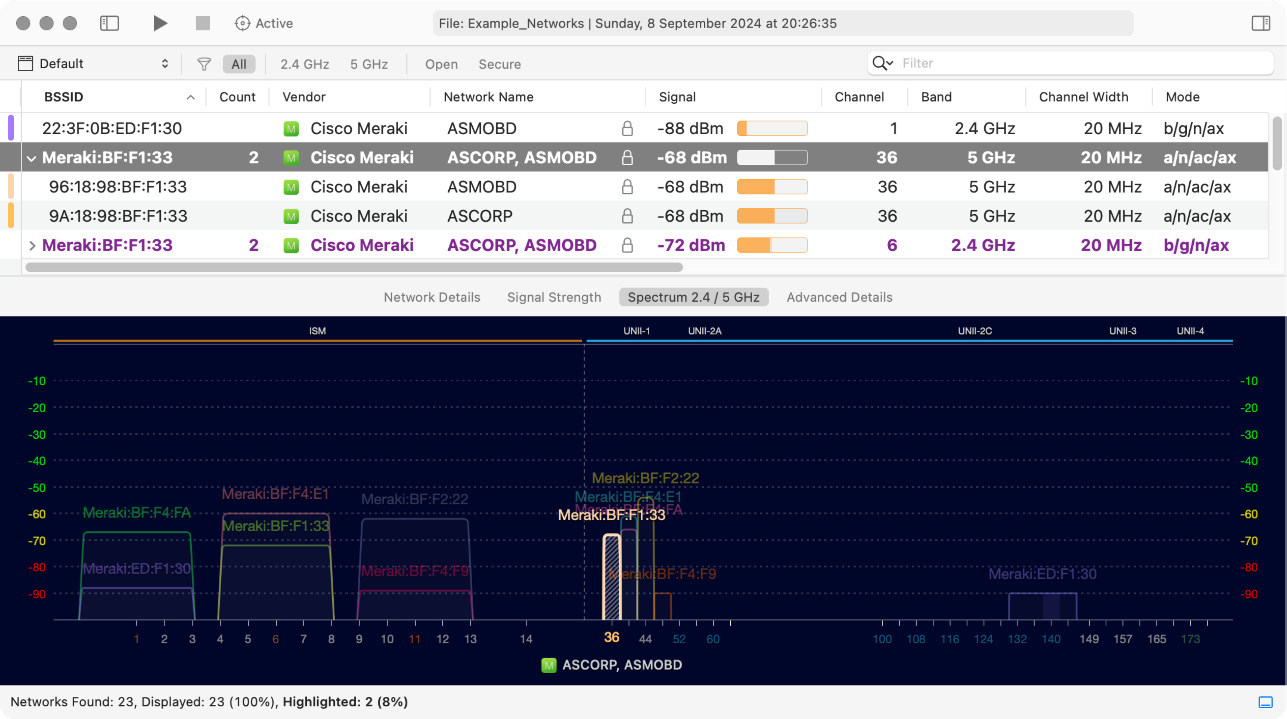 Active
File: Example_Networks | Sunday, 8 September 2024 at 20:26:35
Default All 2.4 GHz 5 GHz Open Secure Filter
BSSID Count Vendor Network Name Signal Channel Band Channel Width Mode
22:3F:0B:ED:F1:30 M Cisco Meraki ASMOBD -88 dBm 1 2.4 GHz 20 MHz b/g/n/ax
Meraki:BF:F1:33 2 M Cisco Meraki ASCORP, ASMOBD -68 dBm 36 5 GHz 20 MHz a/n/ac/ax
96:18:98:BF:F1:33 M Cisco Meraki ASMOBD -68 dBm 36 5 GHz 20 MHz a/n/ac/ax
9A:18:98:BF:F1:33 M Cisco Meraki ASCORP -68 dBm 36 5 GHz 20 MHz a/n/ac/ax
Meraki:BF:F1:33 2 M Cisco Meraki ASCORP, ASMOBD -72 dBm 6 2.4 GHz 20 MHz b/g/n/ax
Network Details Signal Strength Spectrum 2.4 / 5 GHz Advanced Details
ISM UNII-1 UNII-2A UNII-2C UNII-3 UNII-4
-10 -10
-20 -20
-30 -30
-40 -40
Meraki:BF:F2:22
-50 -50
Meraki:BF:F4:E1 Meraki:BF:F2:22 Meraki:BF:F4:E1
Meraki:BF:F4:FA Meraki:BF:F4:FA
-60 Meraki:BF:F1:33 -60
Meraki:BF:F1:33
-70 -70
-80 Meraki:ED:F1:30 Meraki:BF:F4:F9 Meraki:BF:F4:F9 Meraki:ED:F1:30 -80
-90 -90
1 2 3 4 5 6 7 8 9 10 11 12 13 14 36 44 52 60 100 108 116 124 132 140 149 157 165 173
M ASCORP, ASMOBD
Networks Found: 23, Displayed: 23 (100%), Highlighted: 2 (8%)